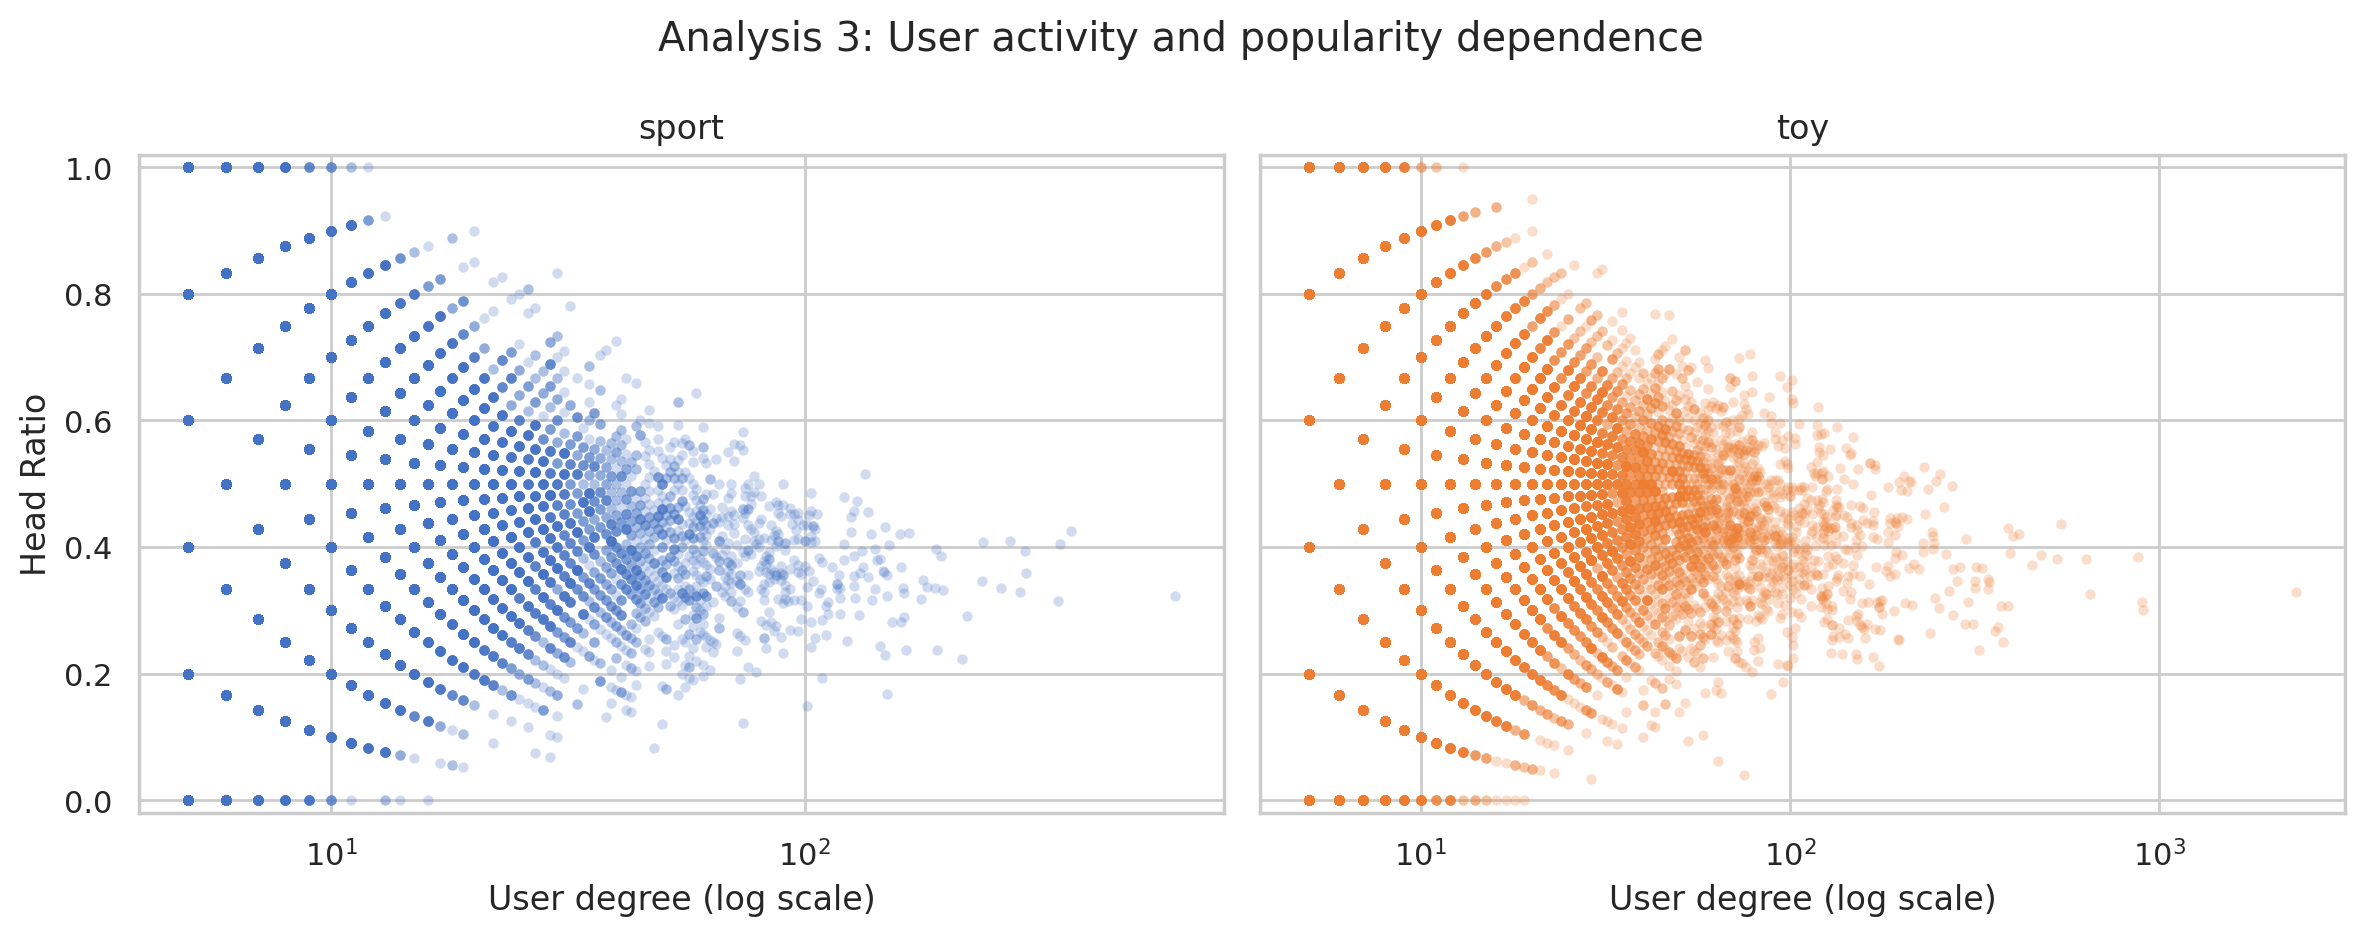 Analysis 3: User activity and popularity dependence
sport
toy
Head Ratio
1.0
0.8
0.6
0.4
0.2
0.0
10¹
10²
10¹
10²
10³
User degree (log scale)
User degree (log scale)